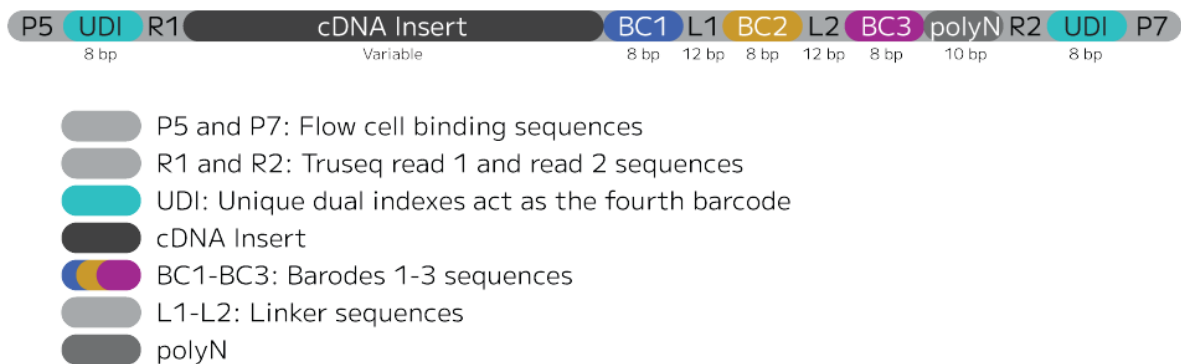 P5 UDI R1 cDNA Insert BC1 L1 BC2 L2 BC3 polyN R2 UDI P7
8 bp Variable 8 bp 12 bp 8 bp 12 bp 8 bp 10 bp 8 bp
P5 and P7: Flow cell binding sequences
R1 and R2: Truseq read 1 and read 2 sequences
UDI: Unique dual indexes act as the fourth barcode
cDNA Insert
BC1-BC3: Barodes 1-3 sequences
L1-L2: Linker sequences
polyN